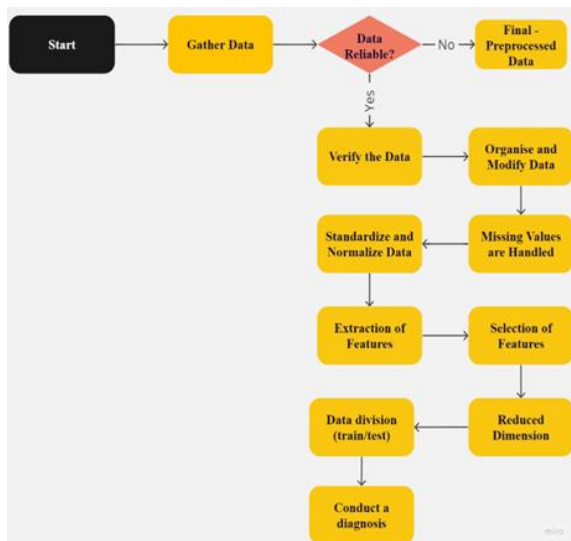 Start
Gather Data
Data
Reliable?
No
Final -
Preprocessed
Data
Yes
Verify the Data
Organise and
Modify Data
Standardize and
Normalize Data
Missing Values
are Handled
Extraction of
Features
Selection of
Features
Data division
(train/test)
Reduced
Dimension
Conduct a
diagnosis
miro